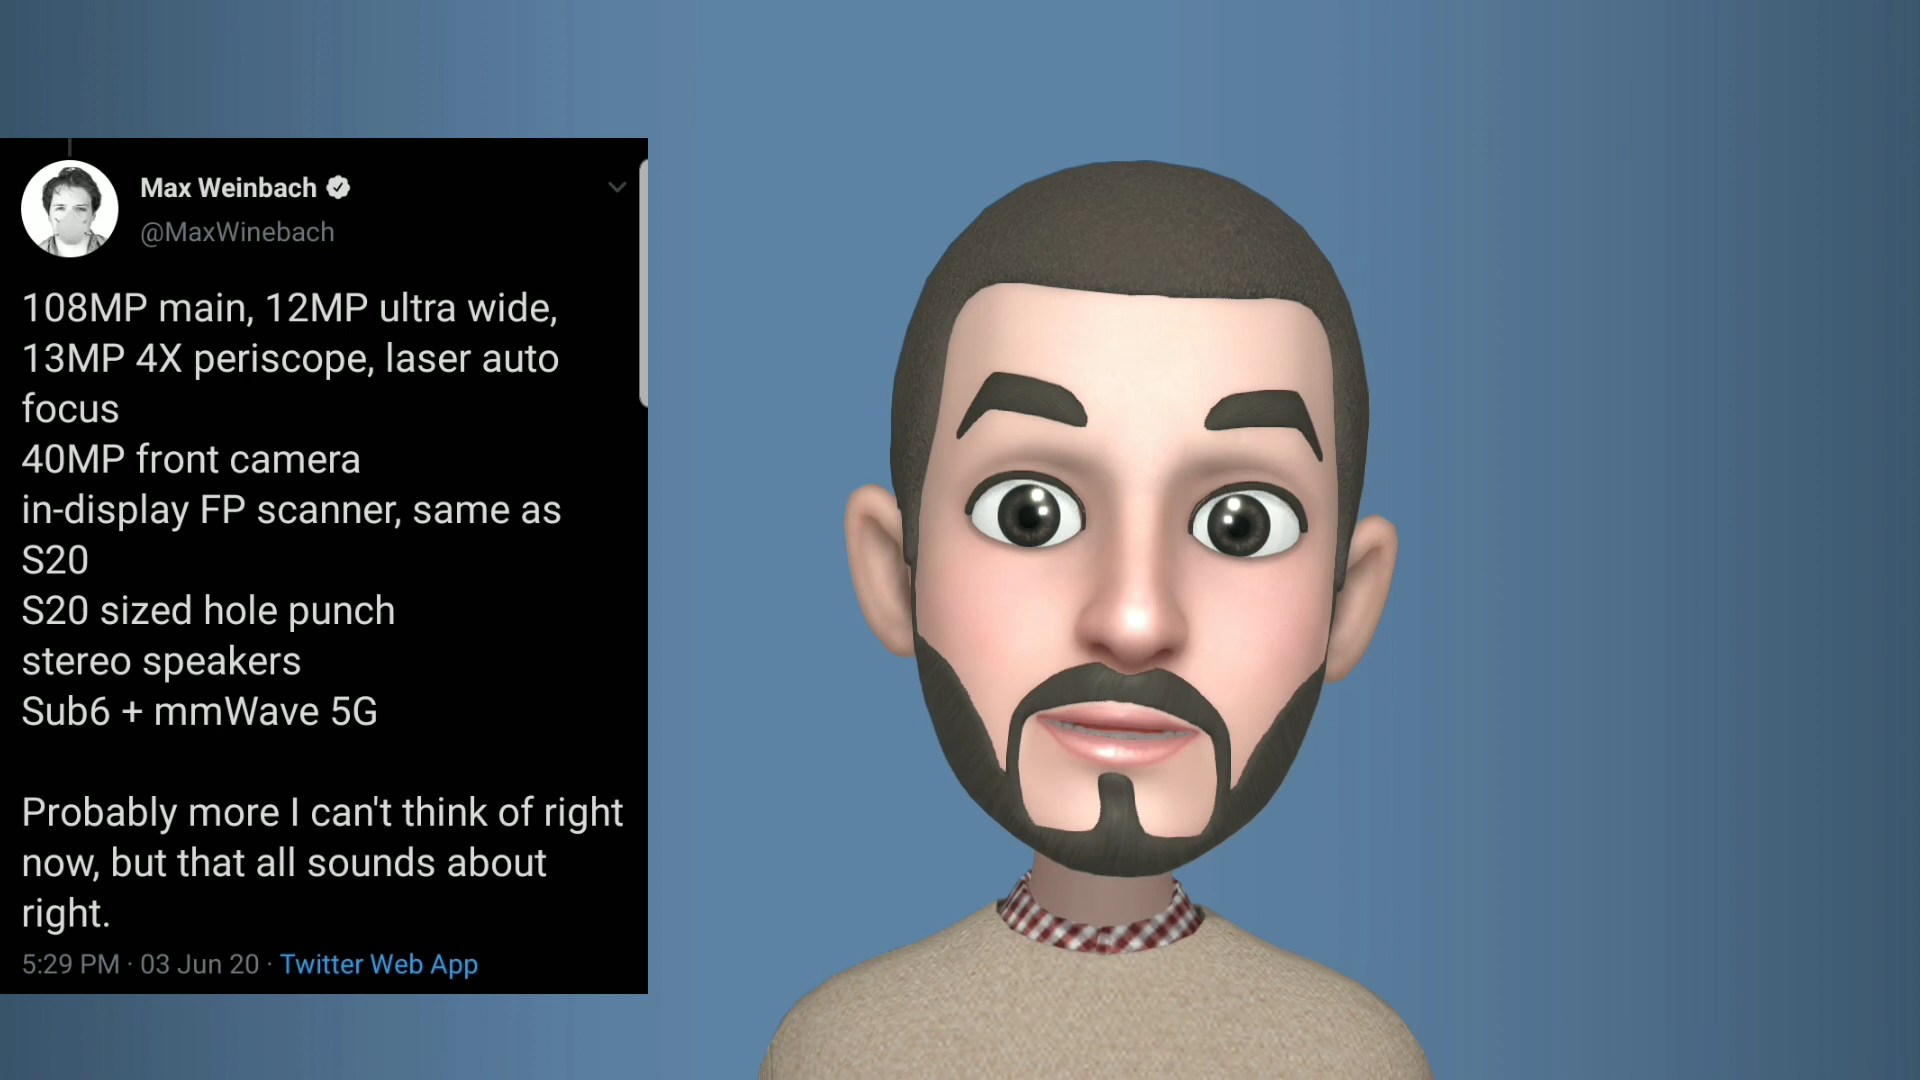 Max Weinbach
@MaxWinebach
108MP main, 12MP ultra wide,
13MP 4X periscope, laser auto
focus
40MP front camera
in-display FP scanner, same as
S20
S20 sized hole punch
stereo speakers
Sub6 + mmWave 5G
Probably more I can't think of right
now, but that all sounds about
right.
5:29 PM · 03 Jun 20 · Twitter Web App